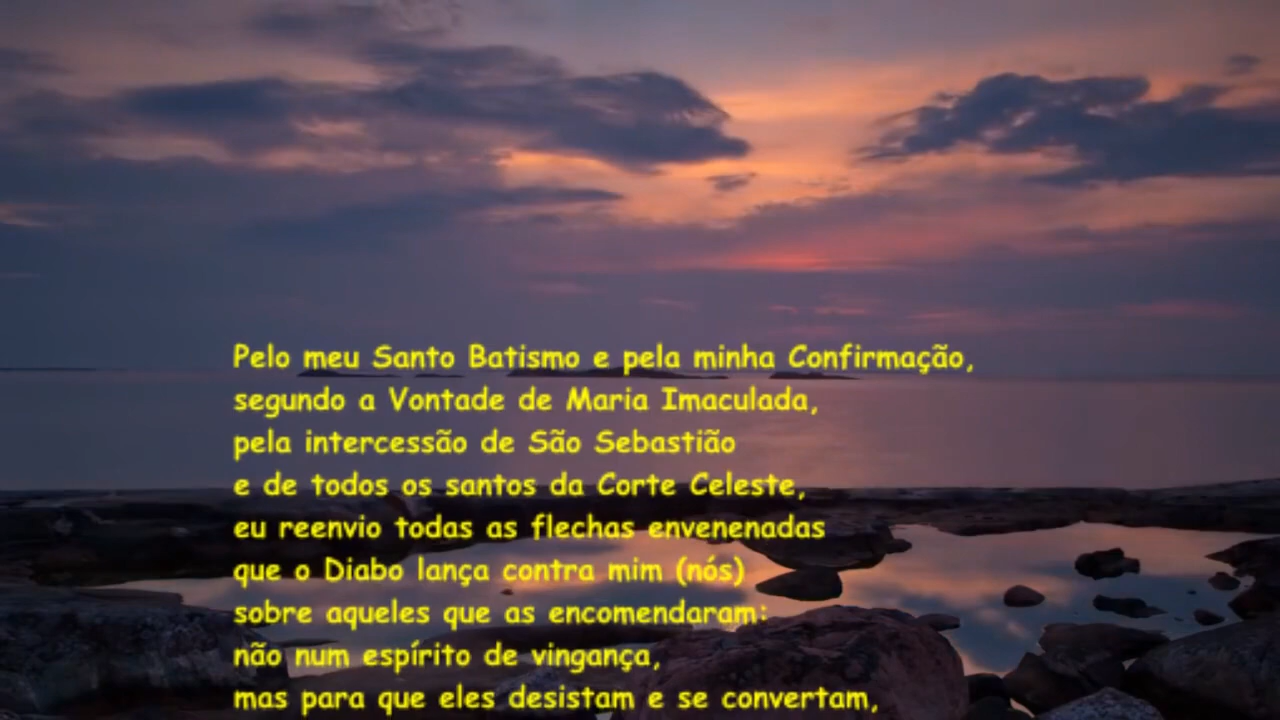 Pelo meu Santo Batismo e pela minha Confirmação,
segundo a Vontade de Maria Imaculada,
pela intercessão de São Sebastião
e de todos os santos da Corte Celeste,
eu reenvio todas as flechas envenenadas
que o Diabo lança contra mim (nós)
sobre aqueles que as encomendaram:
não num espírito de vingança,
mas para que eles desistam e se convertam,